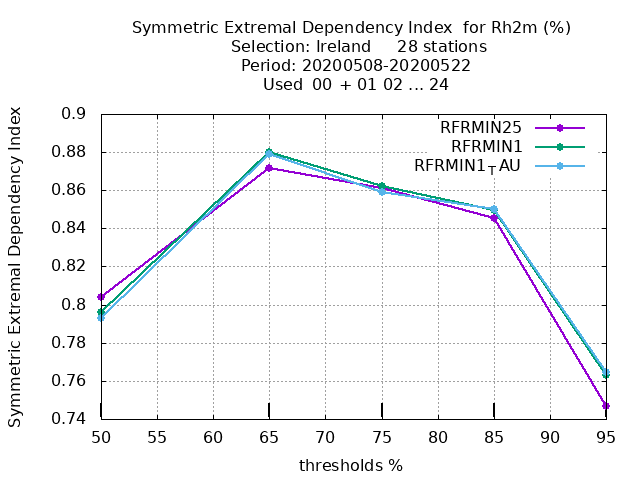 Symmetric Extremal Dependency Index  for Rh2m (%)
Selection: Ireland     28 stations
Period: 20200508-20200522
Used  00 + 01 02 ... 24
Symmetric Extremal Dependency Index
0.9
0.88
0.86
0.84
0.82
0.8
0.78
0.76
0.74
RFRMIN25
RFRMIN1
RFRMIN1TAU
50 55 60 65 70 75 80 85 90 95
thresholds %